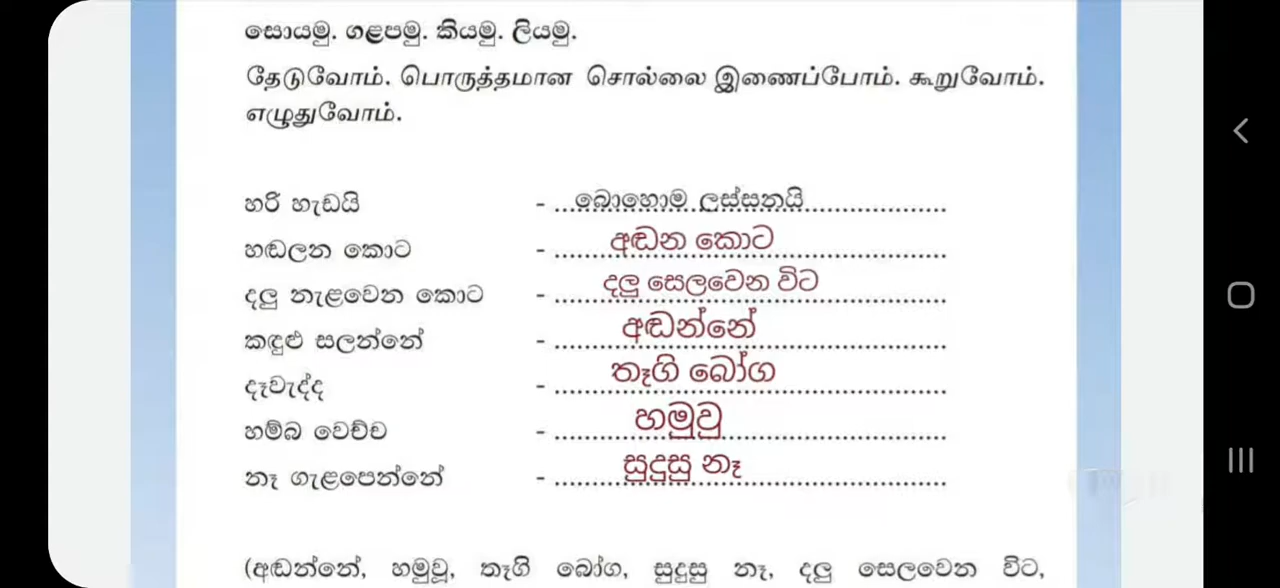 සොයමු. ගළපමු. කියමු. ලියමු.
தேடுவோம். பொருத்தமான சொல்லை இணைப்போம். கூறுவோம்.
எழுதுவோம்.
හරි හැඩයි - ...බොහොම ලස්සනයි...
හඬලන කොට - ...අඬන කොට...
දලු නැළවෙන කොට - ...දලු සෙලවෙන විට...
කඳුළු සලන්නේ - ...අඬන්නේ...
දෑවැද්ද - ...තෑගි බෝග...
හම්බ වෙච්ච - ...හමුවු...
නෑ ගැළපෙන්නේ - ...සුදුසු නෑ...
(අඬන්නේ, හමුවූ, තෑගි බෝග, සුදුසු නෑ, දලු සෙලවෙන විට,